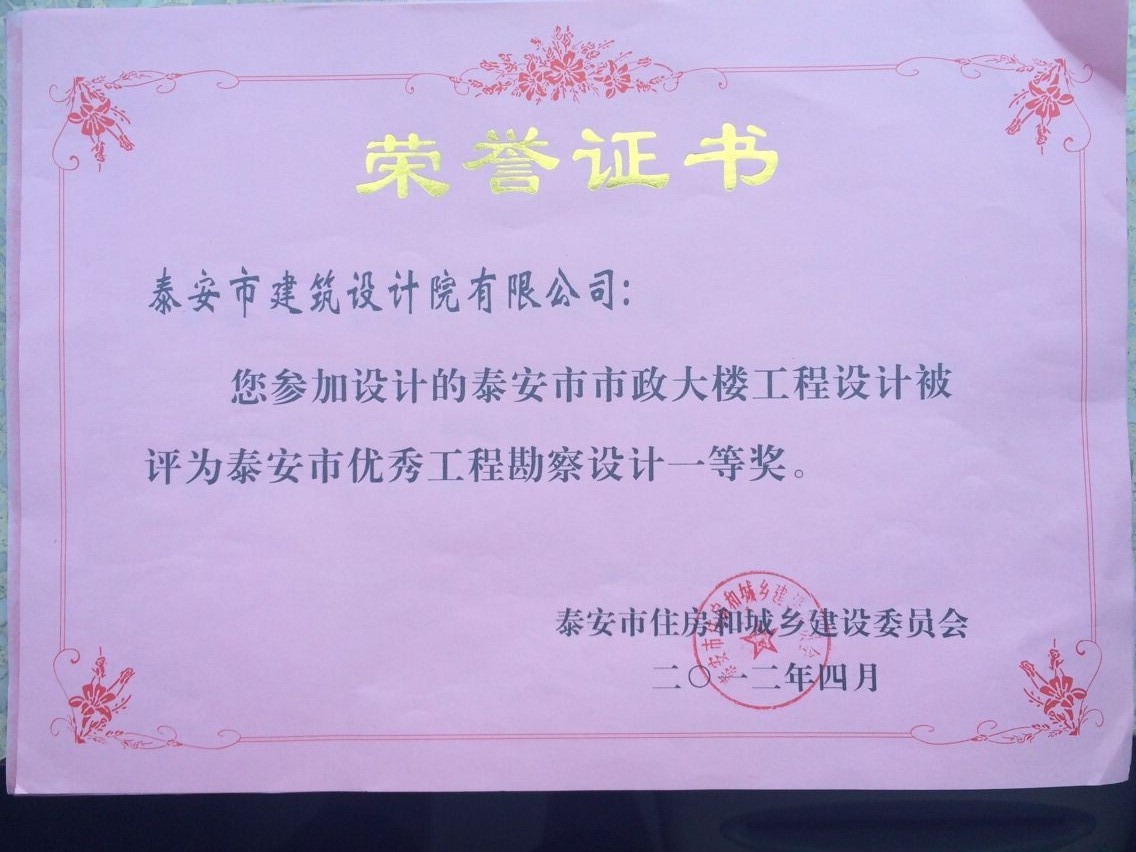 荣誉证书
泰安市建筑设计院有限公司:
您参加设计的泰安市市政大楼工程设计被
评为泰安市优秀工程勘察设计一等奖。
泰安市住房和城乡建设委员会
二〇一二年四月